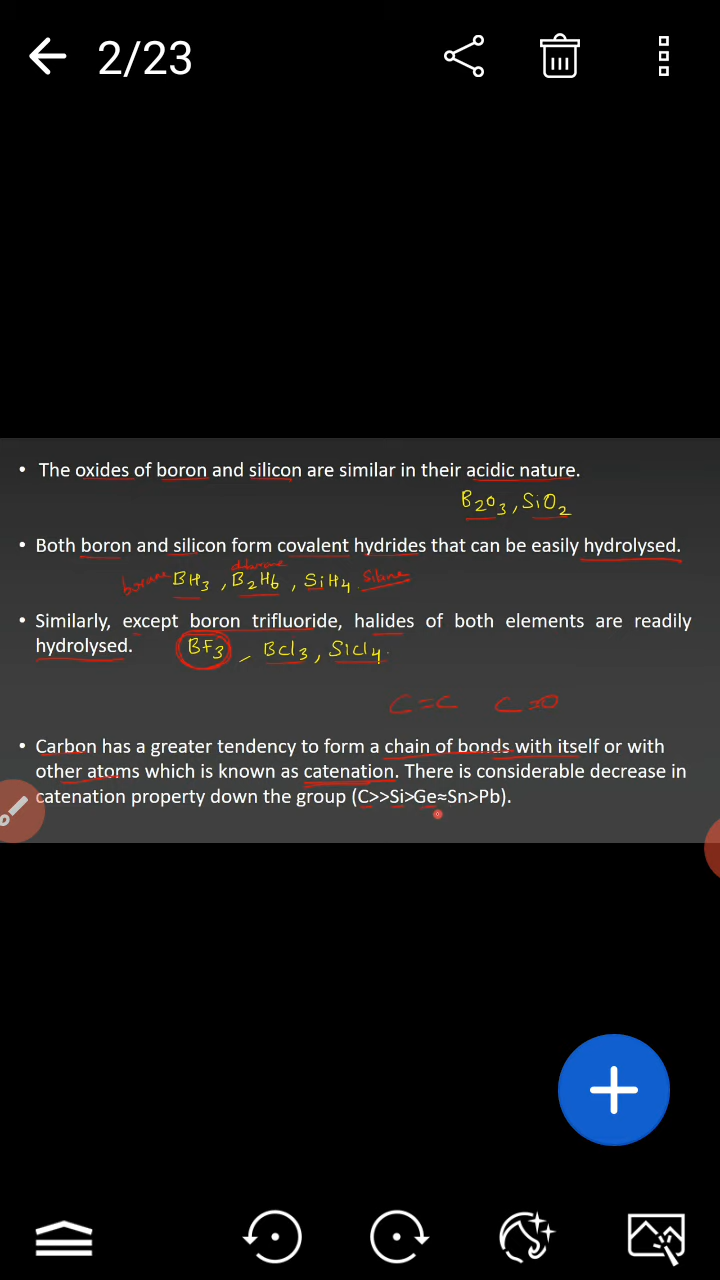 2/23
• The oxides of boron and silicon are similar in their acidic nature.
B2O3, SiO2
• Both boron and silicon form covalent hydrides that can be easily hydrolysed.
diborane
borane BH3, B2H6, SiH4 silane
• Similarly, except boron trifluoride, halides of both elements are readily
hydrolysed. BF3, BCl3, SiCl4.
C=C C=O
• Carbon has a greater tendency to form a chain of bonds with itself or with
other atoms which is known as catenation. There is considerable decrease in
catenation property down the group (C>>Si>Ge≈Sn>Pb).